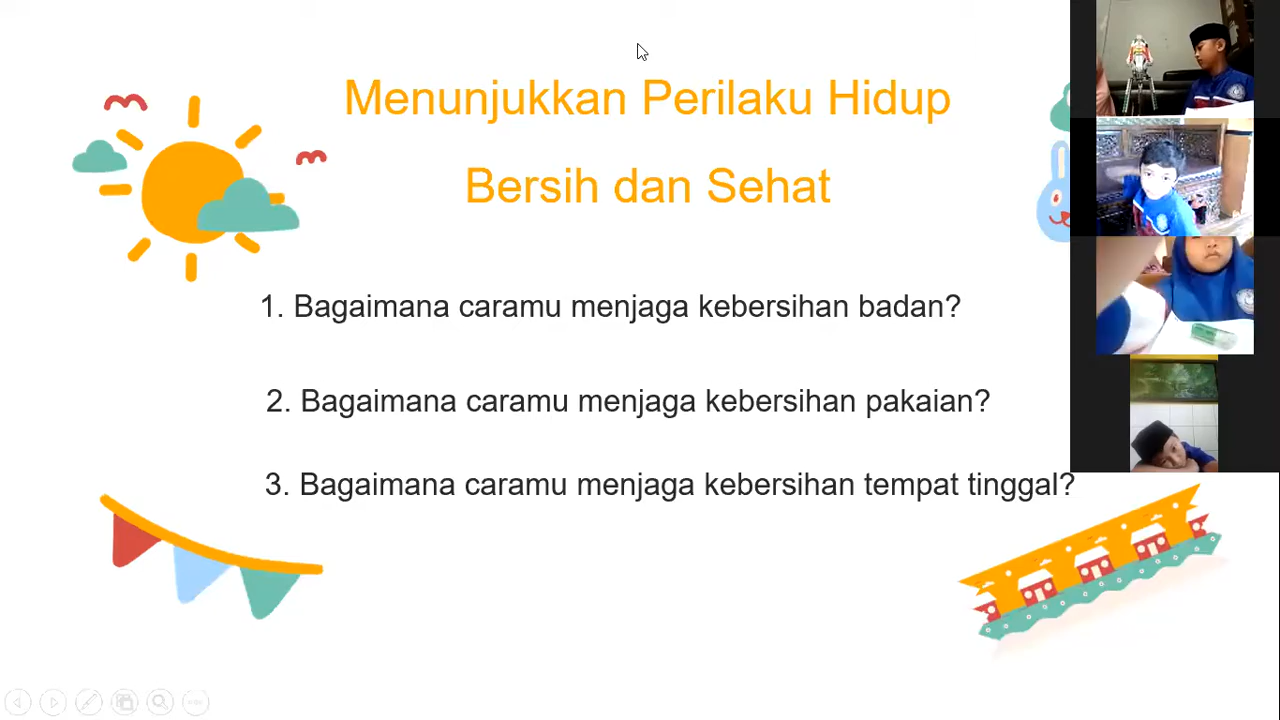 Menunjukkan Perilaku Hidup
Bersih dan Sehat
1. Bagaimana caramu menjaga kebersihan badan?
2. Bagaimana caramu menjaga kebersihan pakaian?
3. Bagaimana caramu menjaga kebersihan tempat tinggal?